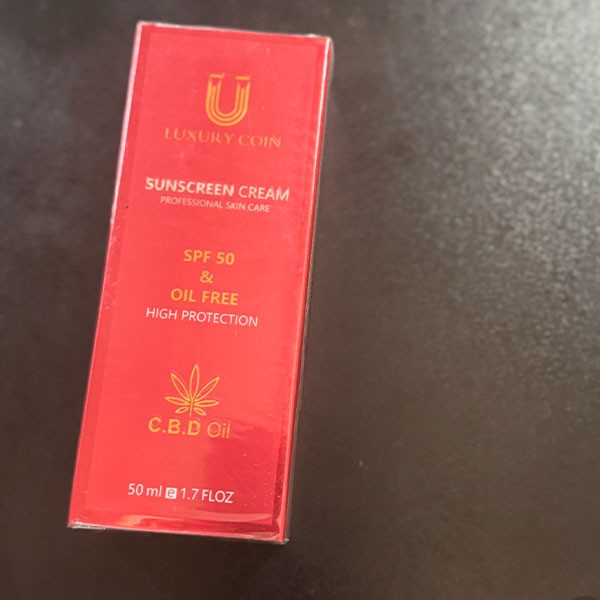 LUXURY COIN
SUNSCREEN CREAM
PROFESSIONAL SKIN CARE
SPF 50
&
OIL FREE
HIGH PROTECTION
C.B.D Oil
50 ml e 1.7 FLOZ